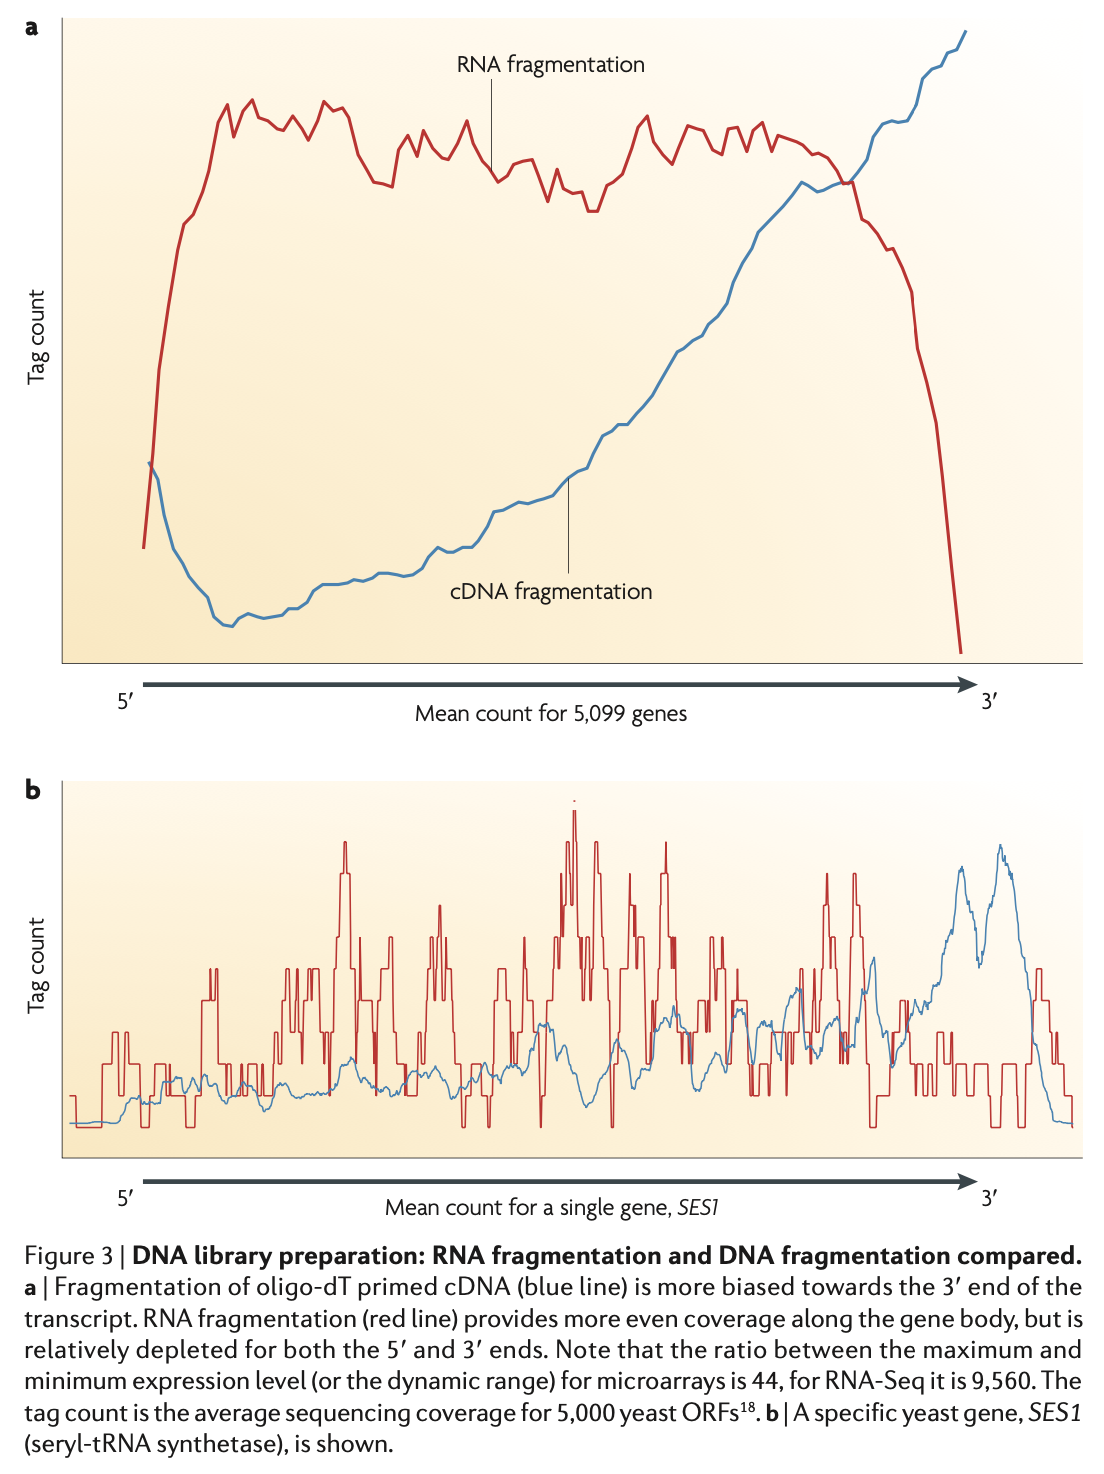 a
RNA fragmentation
Tag count
cDNA fragmentation
5′
3′
Mean count for 5,099 genes
b
Tag count
5′
3′
Mean count for a single gene, SES1
Figure 3 | DNA library preparation: RNA fragmentation and DNA fragmentation compared.
a | Fragmentation of oligo-dT primed cDNA (blue line) is more biased towards the 3′ end of the
transcript. RNA fragmentation (red line) provides more even coverage along the gene body, but is
relatively depleted for both the 5′ and 3′ ends. Note that the ratio between the maximum and
minimum expression level (or the dynamic range) for microarrays is 44, for RNA-Seq it is 9,560. The
tag count is the average sequencing coverage for 5,000 yeast ORFs¹⁸. b | A specific yeast gene, SES1
(seryl-tRNA synthetase), is shown.